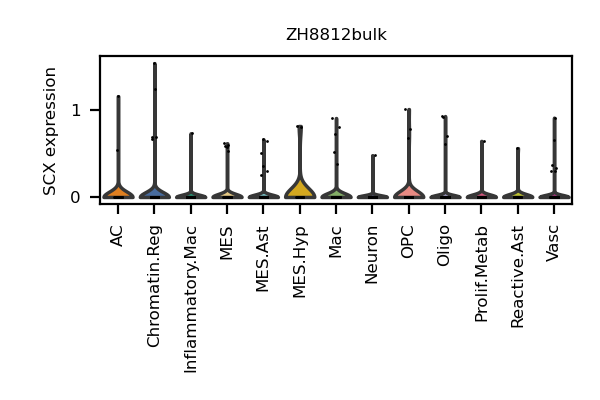 ZH8812bulk
SCX expression
1
0
AC
Chromatin.Reg
Inflammatory.Mac
MES
MES.Ast
MES.Hyp
Mac
Neuron
OPC
Oligo
Prolif.Metab
Reactive.Ast
Vasc